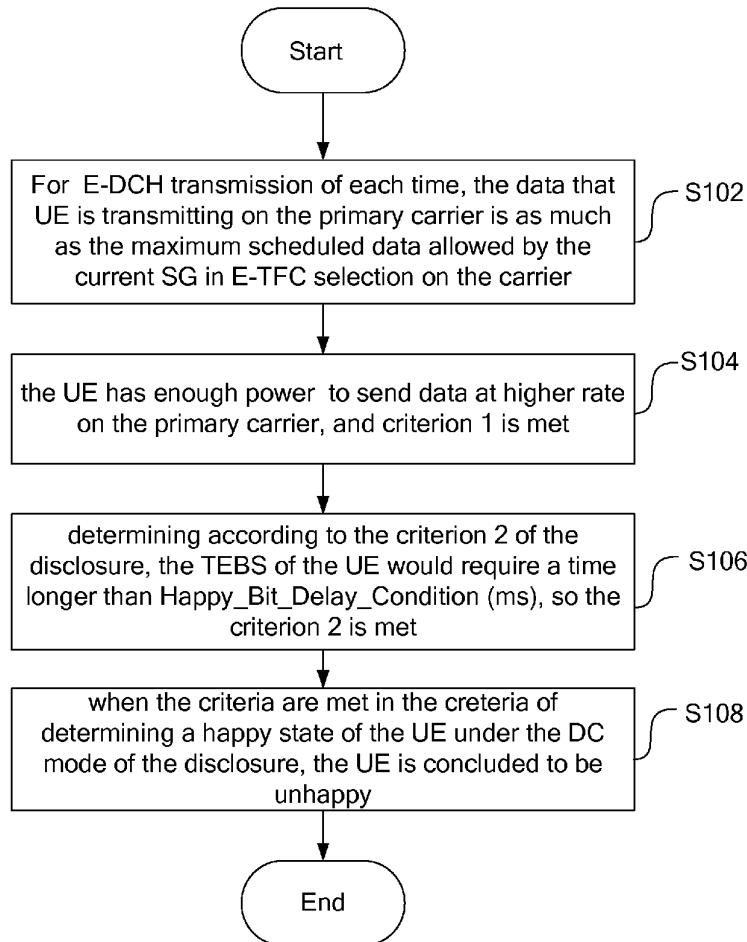 Start
For E-DCH transmission of each time, the data that
UE is transmitting on the primary carrier is as much
as the maximum scheduled data allowed by the
current SG in E-TFC selection on the carrier
S102
the UE has enough power to send data at higher rate
on the primary carrier, and criterion 1 is met
S104
determining according to the criterion 2 of the
disclosure, the TEBS of the UE would require a time
longer than Happy_Bit_Delay_Condition (ms), so the
criterion 2 is met
S106
when the criteria are met in the creteria of
determining a happy state of the UE under the DC
mode of the disclosure, the UE is concluded to be
unhappy
S108
End